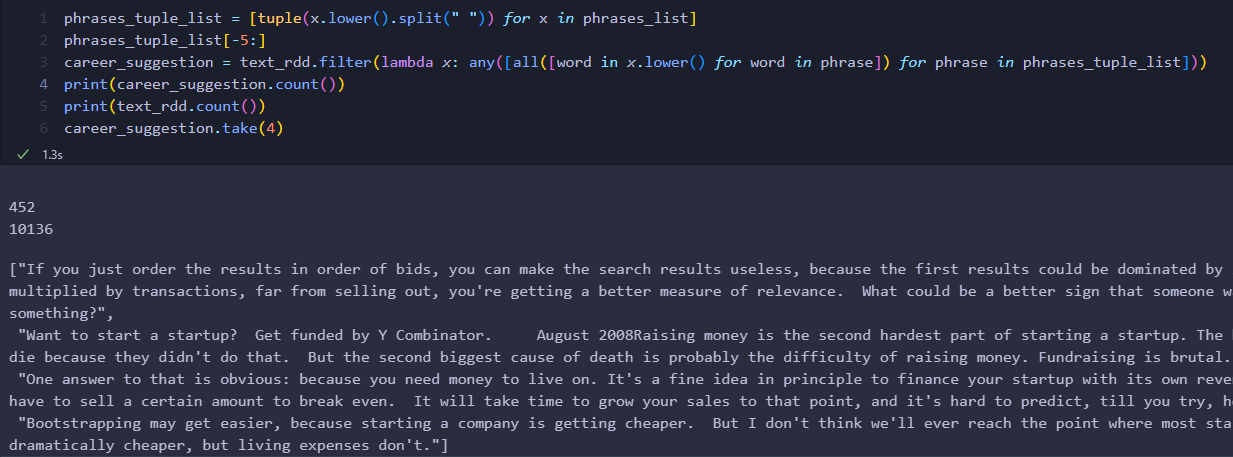 1 phrases_tuple_list = [tuple(x.lower().split(" ")) for x in phrases_list]
2 phrases_tuple_list[-5:]
3 career_suggestion = text_rdd.filter(lambda x: any([all([word in x.lower() for word in phrase]) for phrase in phrases_tuple_list]))
4 print(career_suggestion.count())
5 print(text_rdd.count())
6 career_suggestion.take(4)
1.3s
452
10136
["If you just order the results in order of bids, you can make the search results useless, because the first results could be dominated by
multiplied by transactions, far from selling out, you're getting a better measure of relevance.  What could be a better sign that someone
something?",
 "Want to start a startup?  Get funded by Y Combinator.     August 2008Raising money is the second hardest part of starting a startup. The
die because they didn't do that.  But the second biggest cause of death is probably the difficulty of raising money. Fundraising is brutal.
 "One answer to that is obvious: because you need money to live on. It's a fine idea in principle to finance your startup with its own
have to sell a certain amount to break even.  It will take time to grow your sales to that point, and it's hard to predict, till you try,
 "Bootstrapping may get easier, because starting a company is getting cheaper.  But I don't think we'll ever reach the point where most
dramatically cheaper, but living expenses don't."]